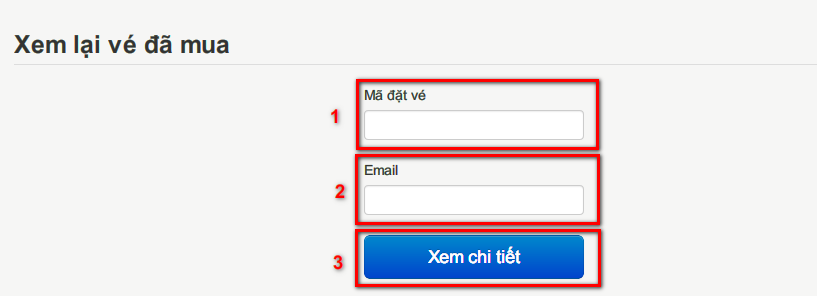 Xem lại vé đã mua
Mã đặt vé
1
Email
2
Xem chi tiết
3